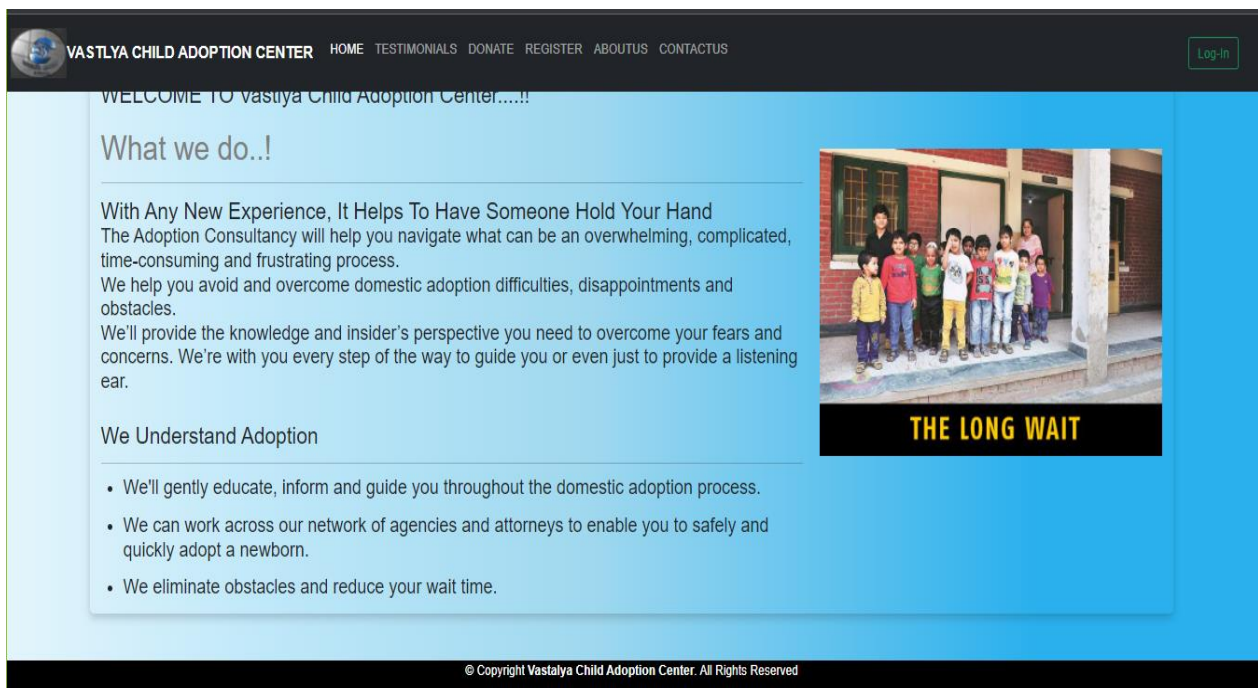 VASTLYA CHILD ADOPTION CENTER HOME TESTIMONIALS DONATE REGISTER ABOUTUS CONTACTUS Log-In
WELCOME TO Vastlya Child Adoption Center....!!
What we do..!
With Any New Experience, It Helps To Have Someone Hold Your Hand
The Adoption Consultancy will help you navigate what can be an overwhelming, complicated,
time-consuming and frustrating process.
We help you avoid and overcome domestic adoption difficulties, disappointments and
obstacles.
We’ll provide the knowledge and insider’s perspective you need to overcome your fears and
concerns. We’re with you every step of the way to guide you or even just to provide a listening
ear.
THE LONG WAIT
We Understand Adoption
• We'll gently educate, inform and guide you throughout the domestic adoption process.
• We can work across our network of agencies and attorneys to enable you to safely and
quickly adopt a newborn.
• We eliminate obstacles and reduce your wait time.
© Copyright Vastalya Child Adoption Center. All Rights Reserved